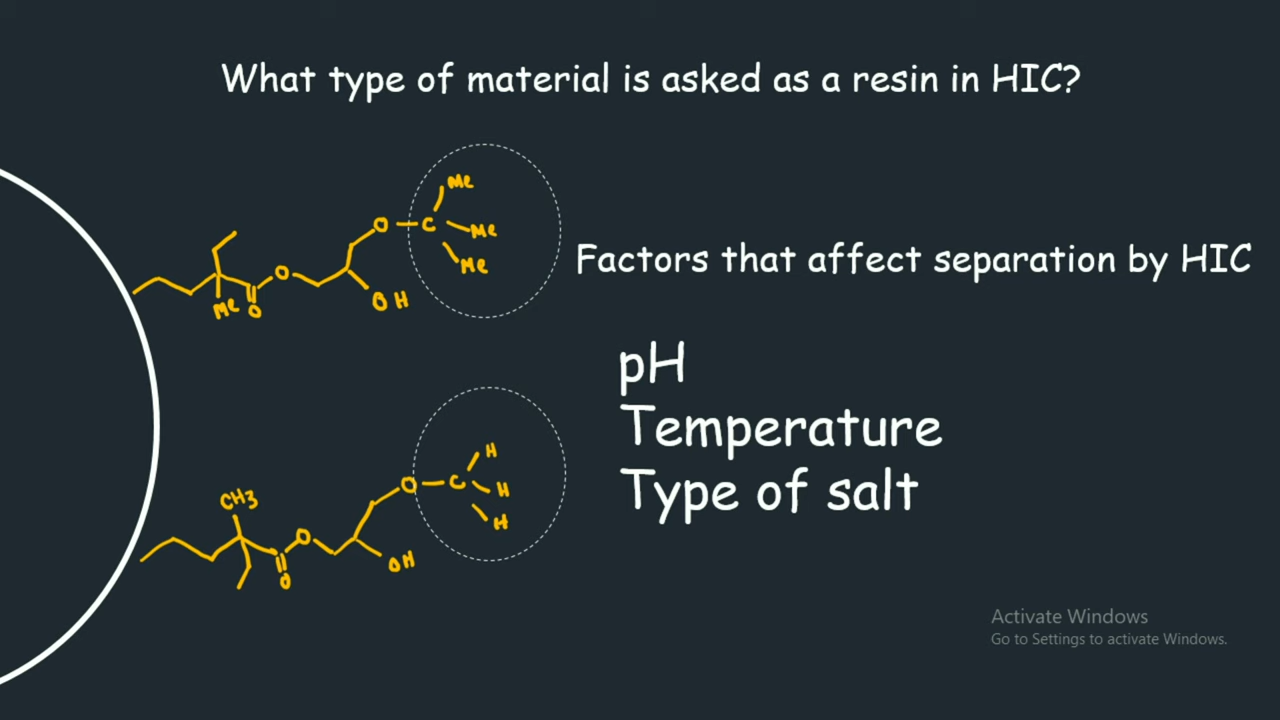 What type of material is asked as a resin in HIC?
Me
O C Me
Me
O
Me O
OH
Factors that affect separation by HIC
pH
Temperature
Type of salt
H
O C H
H
CH3
O
O
OH
Activate Windows
Go to Settings to activate Windows.